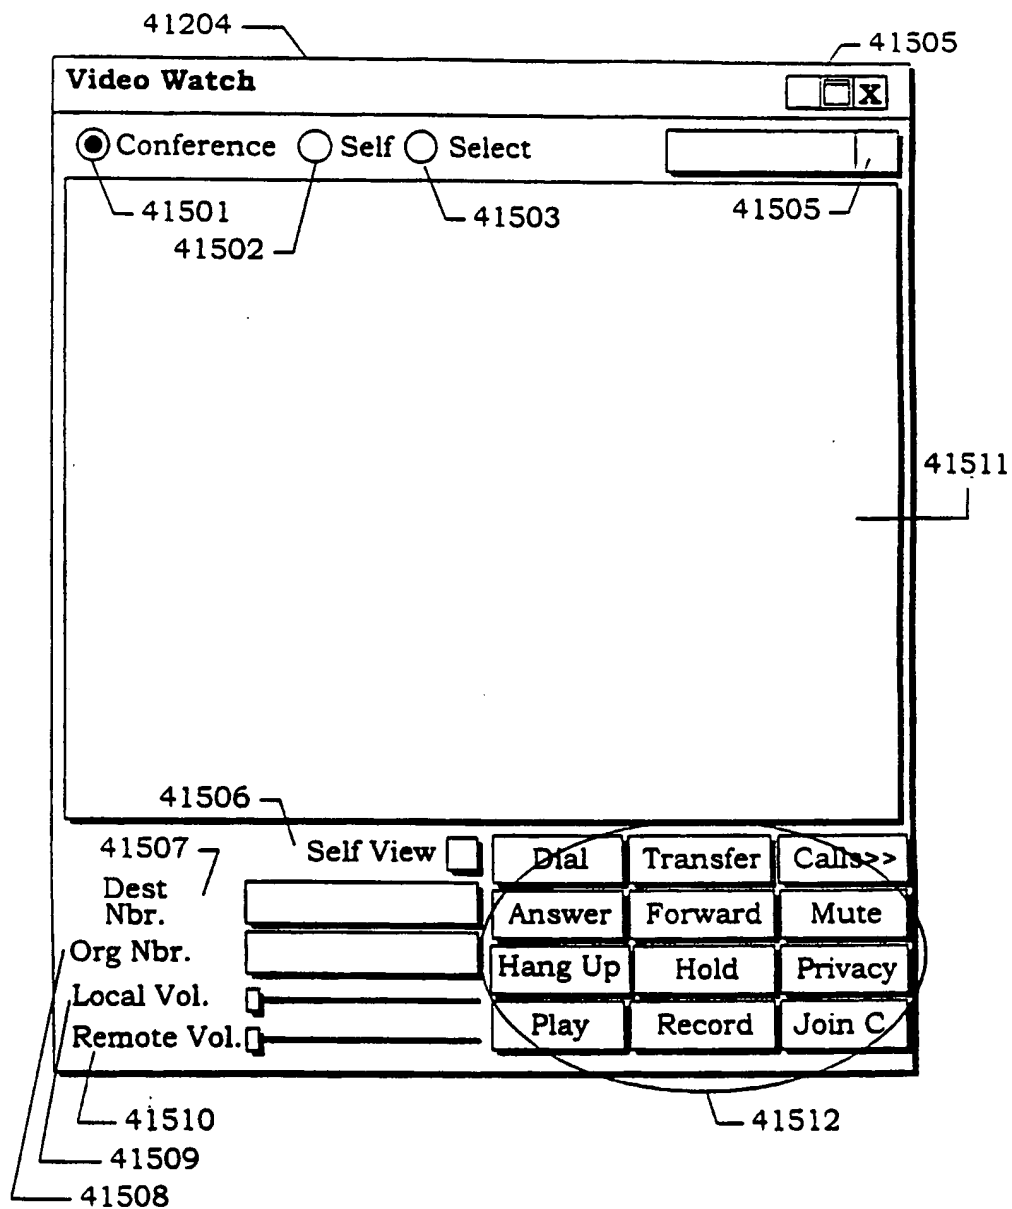 41204
41505
Video Watch
X
Conference Self Select
41501
41503
41505
41502
41511
41506
41507
Self View
Dial Transfer Calls>>
Dest
Nbr.
Answer Forward Mute
Org Nbr.
Hang Up Hold Privacy
Local Vol.
Remote Vol.
Play Record Join C
41510
41512
41509
41508